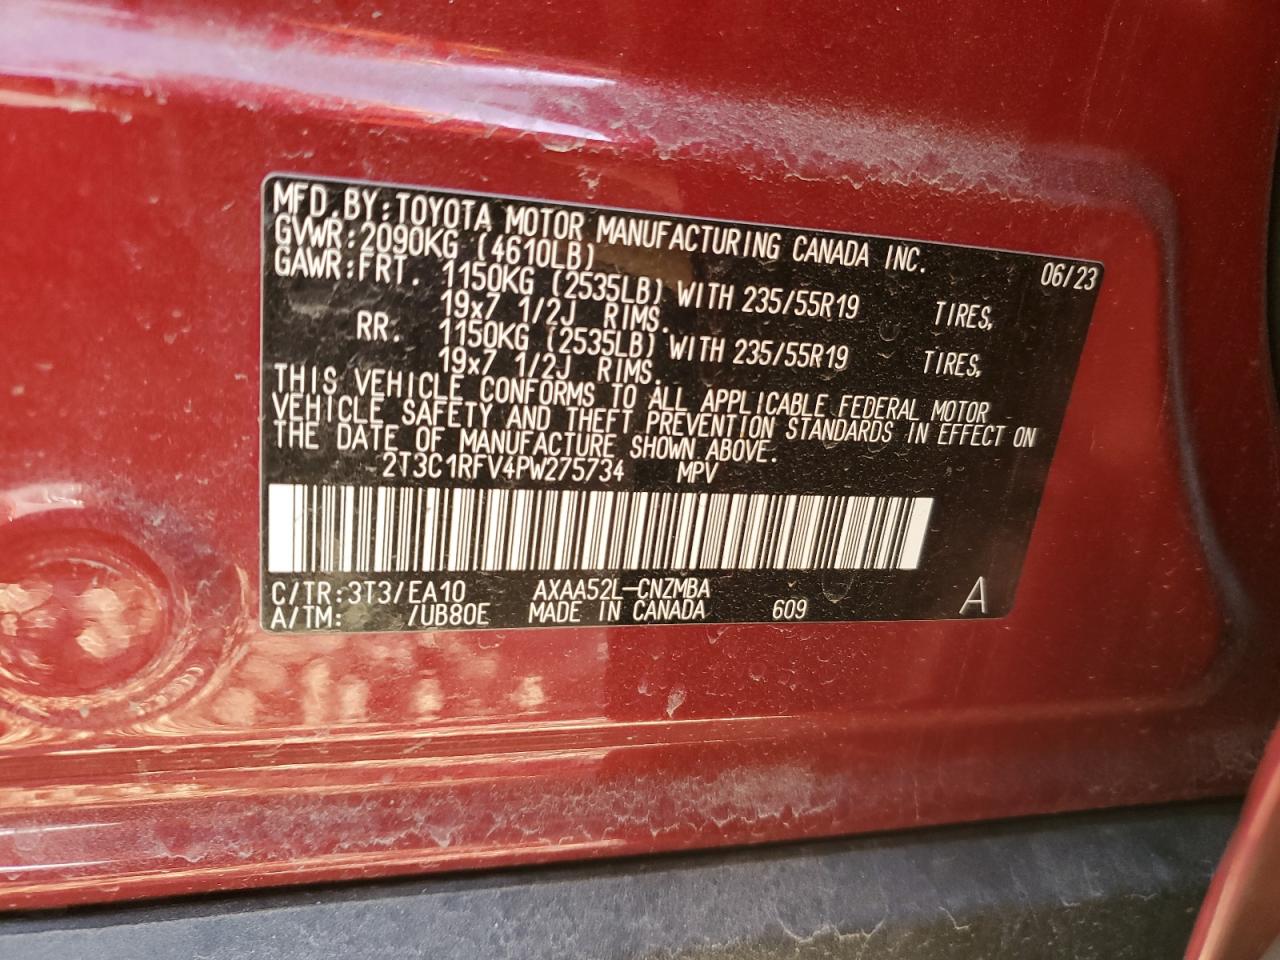 MFD.BY:TOYOTA MOTOR MANUFACTURING CANADA INC.
GVWR:2090KG (4610LB) 06/23
GAWR:FRT. 1150KG (2535LB) WITH 235/55R19 TIRES,
19x7 1/2J RIMS.
RR. 1150KG (2535LB) WITH 235/55R19 TIRES,
19x7 1/2J RIMS.
THIS VEHICLE CONFORMS TO ALL APPLICABLE FEDERAL MOTOR
VEHICLE SAFETY AND THEFT PREVENTION STANDARDS IN EFFECT ON
THE DATE OF MANUFACTURE SHOWN ABOVE.
2T3C1RFV4PW275734 MPV
C/TR:3T3/EA10 AXAA52L-CNZMBA
A/TM: /UB80E MADE IN CANADA 609 A